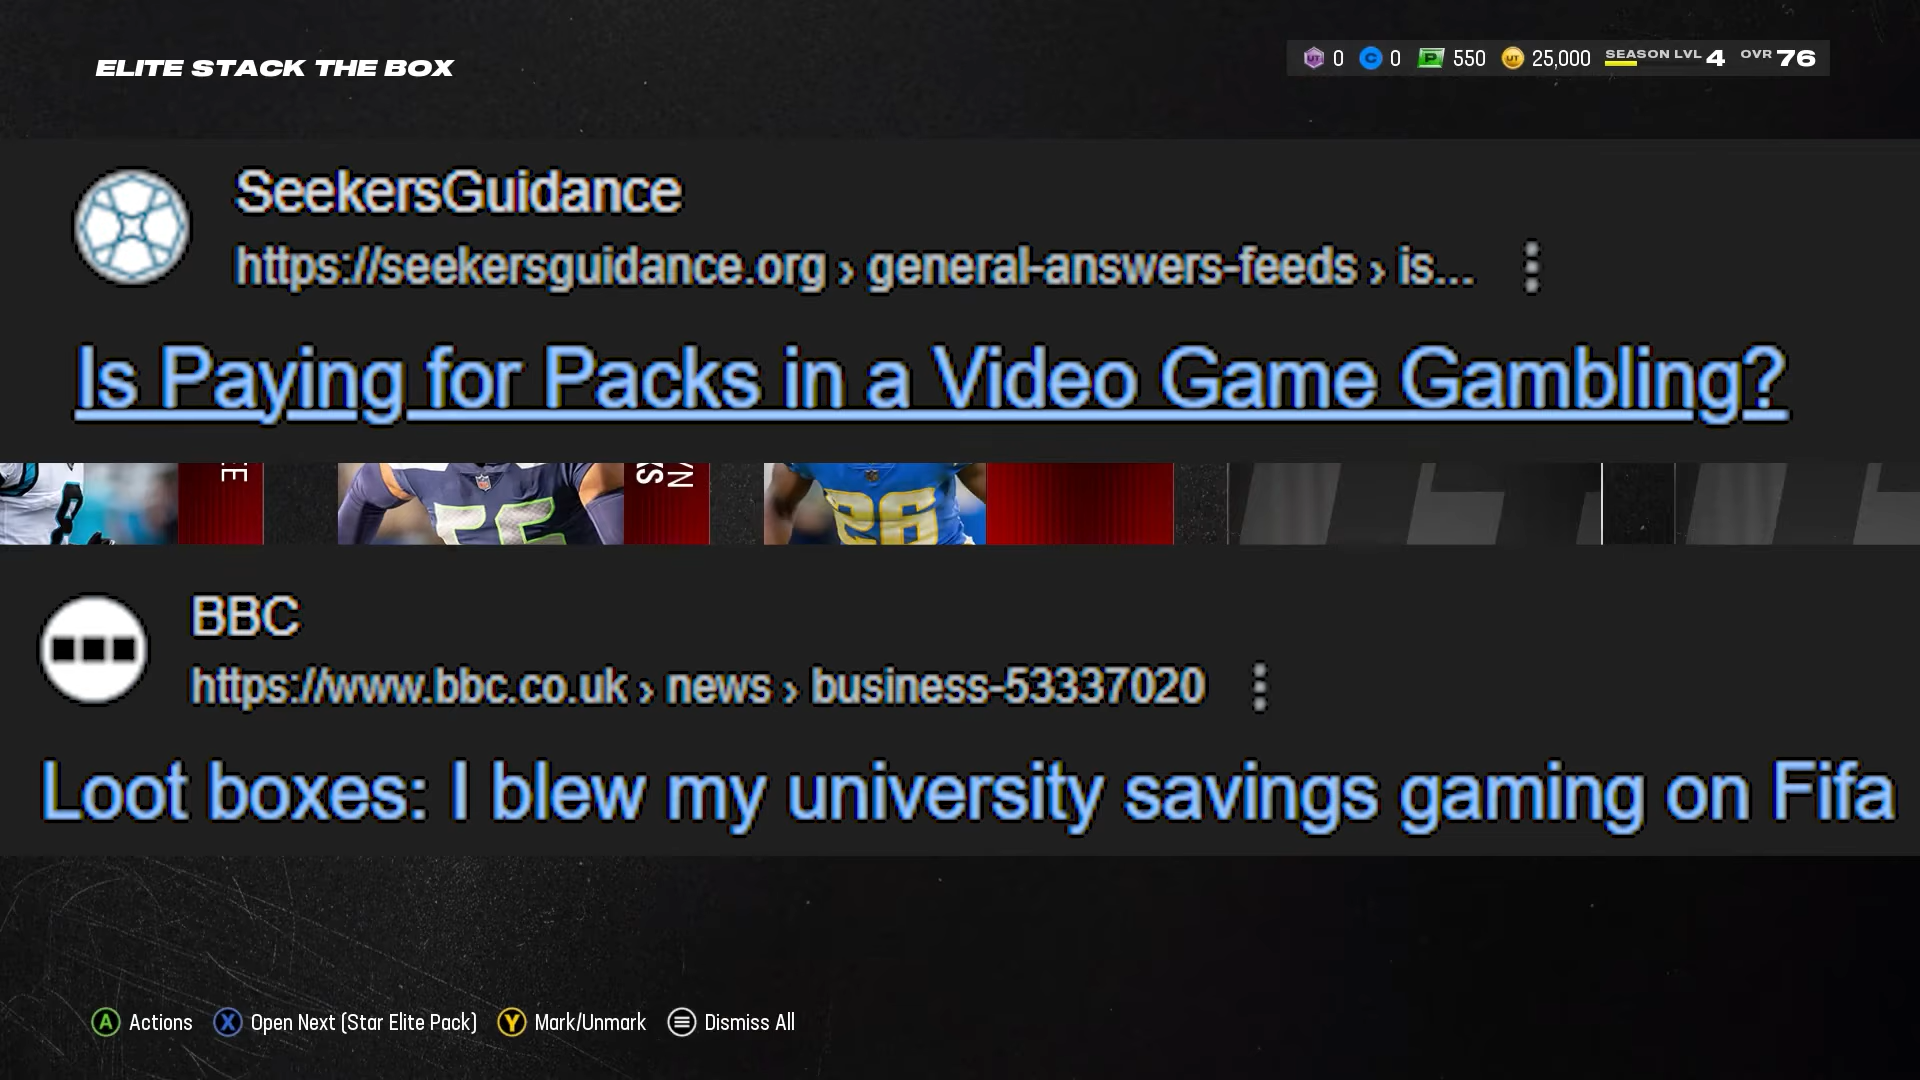 ELITE STACK THE BOX
0 0 550 25,000 SEASON LVL 4 OVR 76
SeekersGuidance
https://seekersguidance.org › general-answers-feeds › is...
Is Paying for Packs in a Video Game Gambling?
26
BBC
https://www.bbc.co.uk › news › business-53337020
Loot boxes: I blew my university savings gaming on Fifa
A Actions X Open Next (Star Elite Pack) Y Mark/Unmark Dismiss All